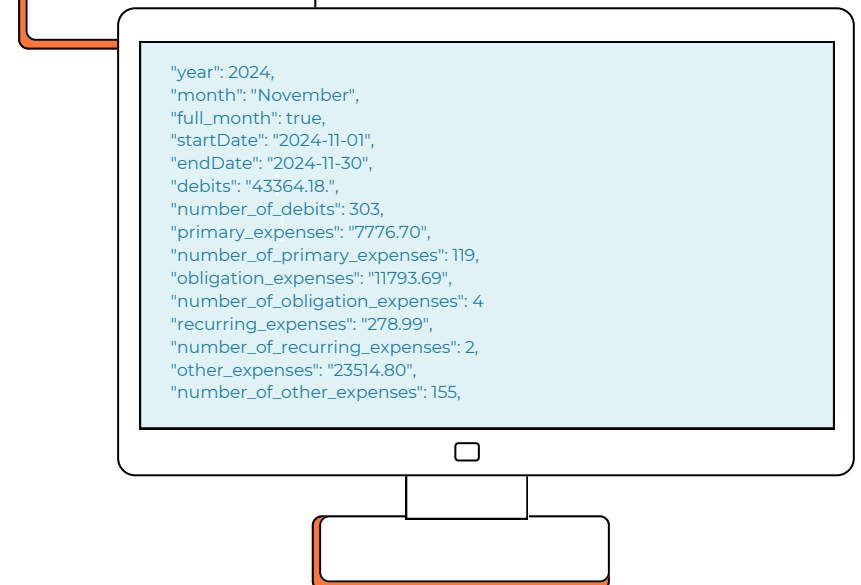 "year": 2024,
"month": "November",
"full_month": true,
"startDate": "2024-11-01",
"endDate": "2024-11-30",
"debits": "43364.18.",
"number_of_debits": 303,
"primary_expenses": "7776.70",
"number_of_primary_expenses": 119,
"obligation_expenses": "11793.69",
"number_of_obligation_expenses": 4
"recurring_expenses": "278.99",
"number_of_recurring_expenses": 2,
"other_expenses": "23514.80",
"number_of_other_expenses": 155,